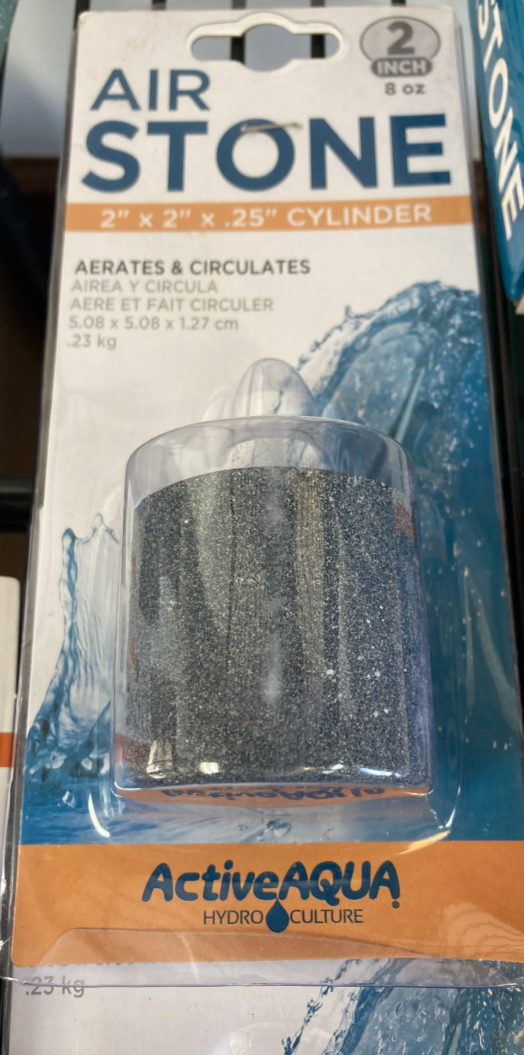 2
INCH
8 oz
AIR
STONE
2" x 2" x .25" CYLINDER
AERATES & CIRCULATES
AIREA Y CIRCULA
AERE ET FAIT CIRCULER
5.08 x 5.08 x 1.27 cm
.23 kg
ActiveAQUA
ActiveAQUA®
HYDRO CULTURE
.23 kg
STONE